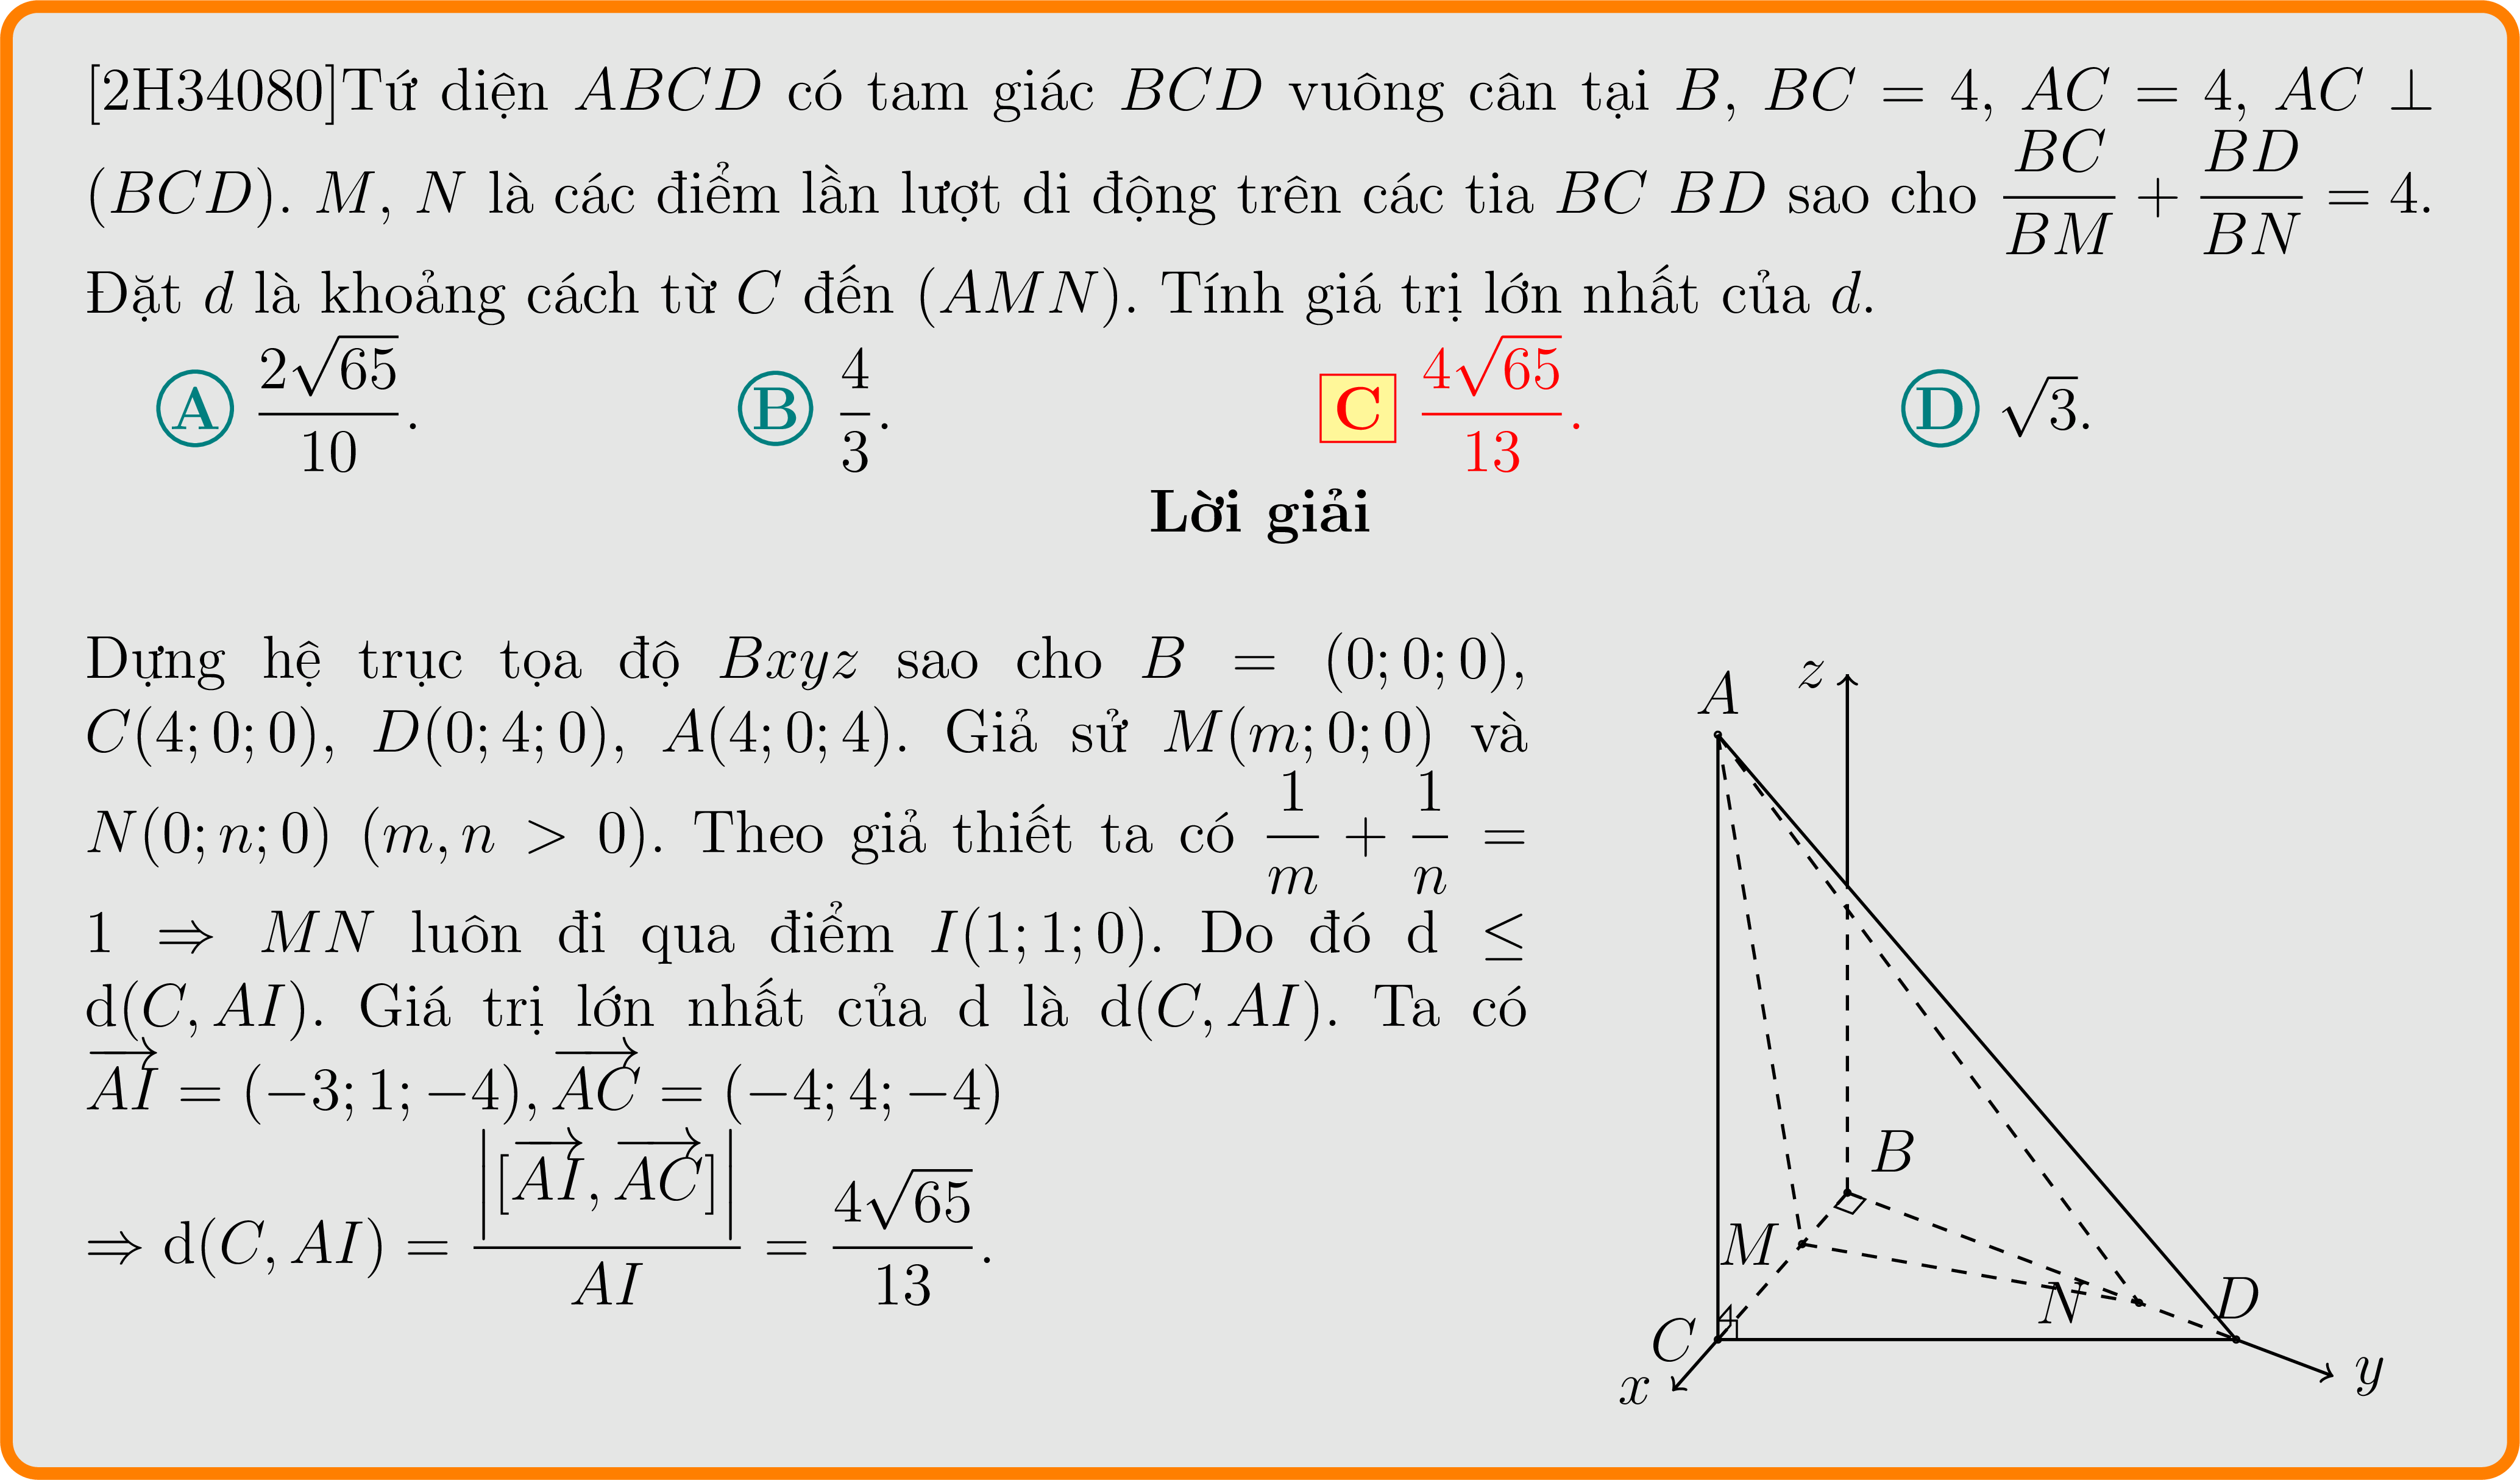 [2H34080]Tứ diện ABCD có tam giác BCD vuông cân tại B, BC = 4, AC = 4, AC ⊥
(BCD). M, N là các điểm lần lượt di động trên các tia BC BD sao cho \frac{BC}{BM} + \frac{BD}{BN} = 4.
Đặt d là khoảng cách từ C đến (AMN). Tính giá trị lớn nhất của d.
A \frac{2\sqrt{65}}{10}. B \frac{4}{3}. C \frac{4\sqrt{65}}{13}. D \sqrt{3}.
Lời giải
Dựng hệ trục tọa độ Bxyz sao cho B = (0; 0; 0),
C(4; 0; 0), D(0; 4; 0), A(4; 0; 4). Giả sử M(m; 0; 0) và
N(0; n; 0) (m, n > 0). Theo giả thiết ta có \frac{1}{m} + \frac{1}{n} =
1 ⇒ MN luôn đi qua điểm I(1; 1; 0). Do đó d ≤
d(C, AI). Giá trị lớn nhất của d là d(C, AI). Ta có
\overrightarrow{AI} = (−3; 1; −4), \overrightarrow{AC} = (−4; 4; −4)
⇒ d(C, AI) = \frac{|[\overrightarrow{AI}, \overrightarrow{AC}]|}{AI} = \frac{4\sqrt{65}}{13}.
z
A
B
M
N
D
C
x
y